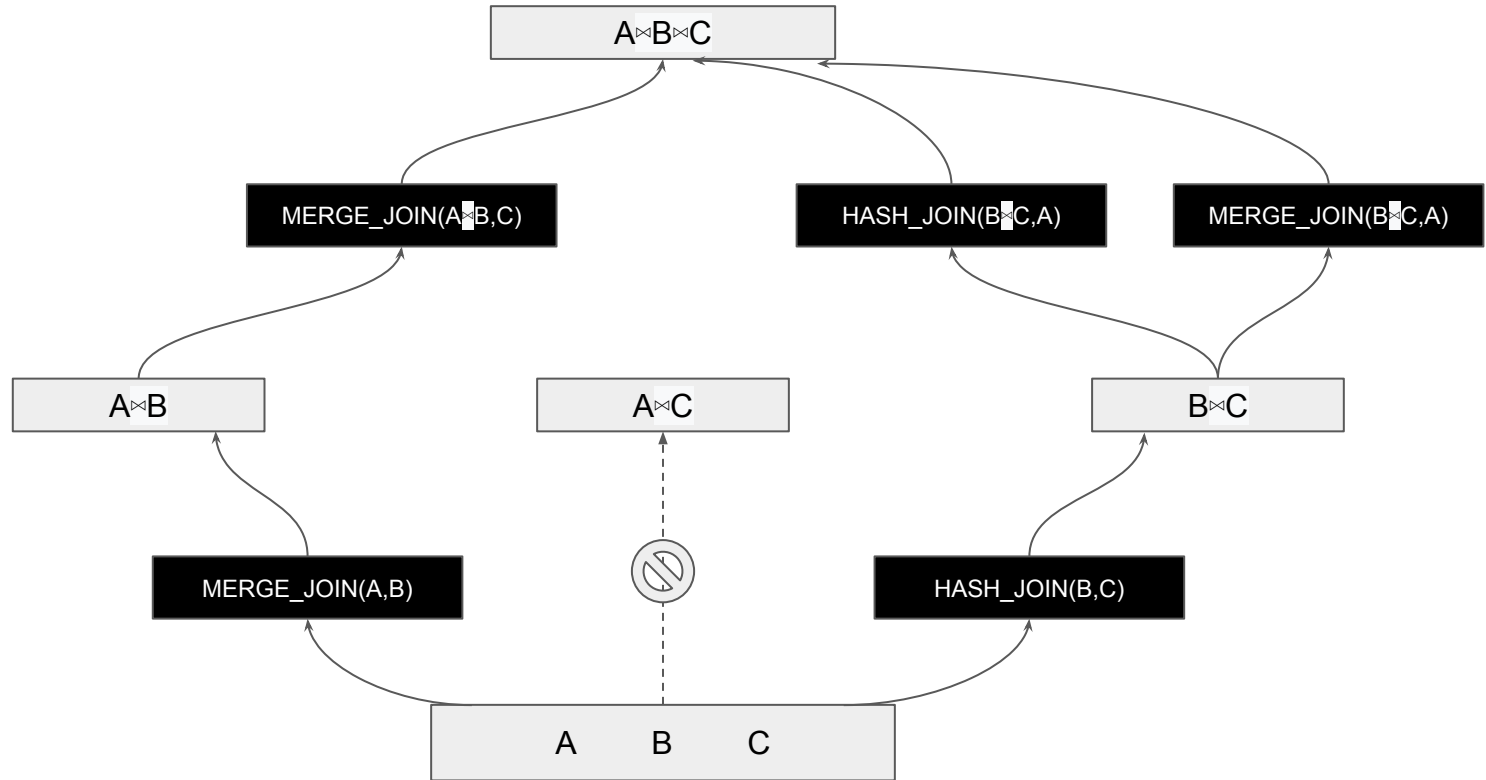 A⋈B⋈C
MERGE_JOIN(A⋈B,C)
HASH_JOIN(B⋈C,A)
MERGE_JOIN(B⋈C,A)
A⋈B
A⋈C
B⋈C
MERGE_JOIN(A,B)
HASH_JOIN(B,C)
A B C